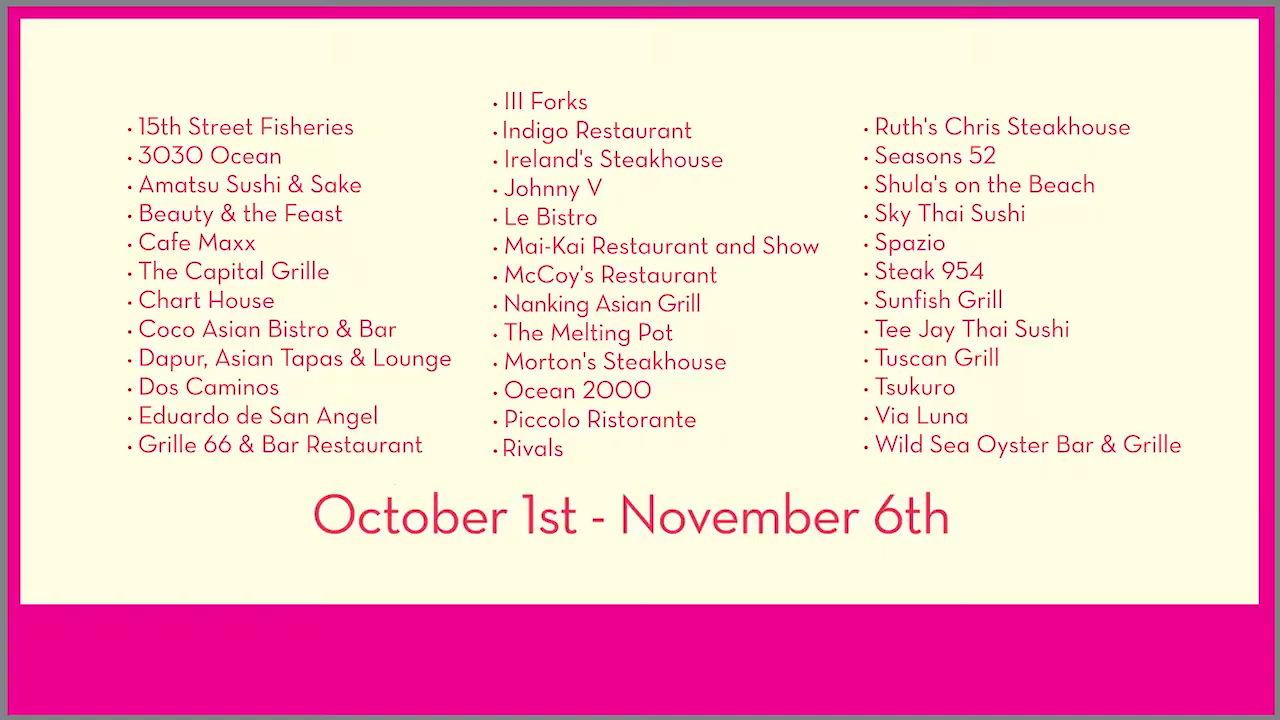 • 15th Street Fisheries
• 3030 Ocean
• Amatsu Sushi & Sake
• Beauty & the Feast
• Cafe Maxx
• The Capital Grille
• Chart House
• Coco Asian Bistro & Bar
• Dapur, Asian Tapas & Lounge
• Dos Caminos
• Eduardo de San Angel
• Grille 66 & Bar Restaurant
• III Forks
• Indigo Restaurant
• Ireland's Steakhouse
• Johnny V
• Le Bistro
• Mai-Kai Restaurant and Show
• McCoy's Restaurant
• Nanking Asian Grill
• The Melting Pot
• Morton's Steakhouse
• Ocean 2000
• Piccolo Ristorante
• Rivals
• Ruth's Chris Steakhouse
• Seasons 52
• Shula's on the Beach
• Sky Thai Sushi
• Spazio
• Steak 954
• Sunfish Grill
• Tee Jay Thai Sushi
• Tuscan Grill
• Tsukuro
• Via Luna
• Wild Sea Oyster Bar & Grille
October 1st - November 6th